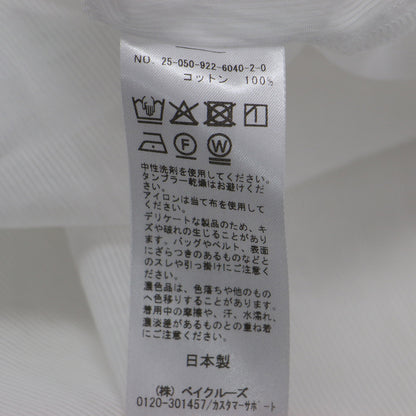 NO. 25-050-922-6040-2-0
コットン 100%
中性洗剤を使用してください。
タンブラー乾燥はお避けくだ
さい。
アイロンは当て布を使用してく
ださい。
デリケートな製品のため、キ
ズや破れの生じることがあり
ます。バッグやベルト、表面
にざらつきのあるものなどと
のスレや引っ掛けにご注意く
ださい。
濃色品は、色落ちや他のもの
へ色移りすることがあります。
着用中の摩擦や、汗、水濡れ、
濃淡差があるものとの重ね着
にご注意ください。
日本製
(株) ベイクルーズ
0120-301457/カスタマーサポート